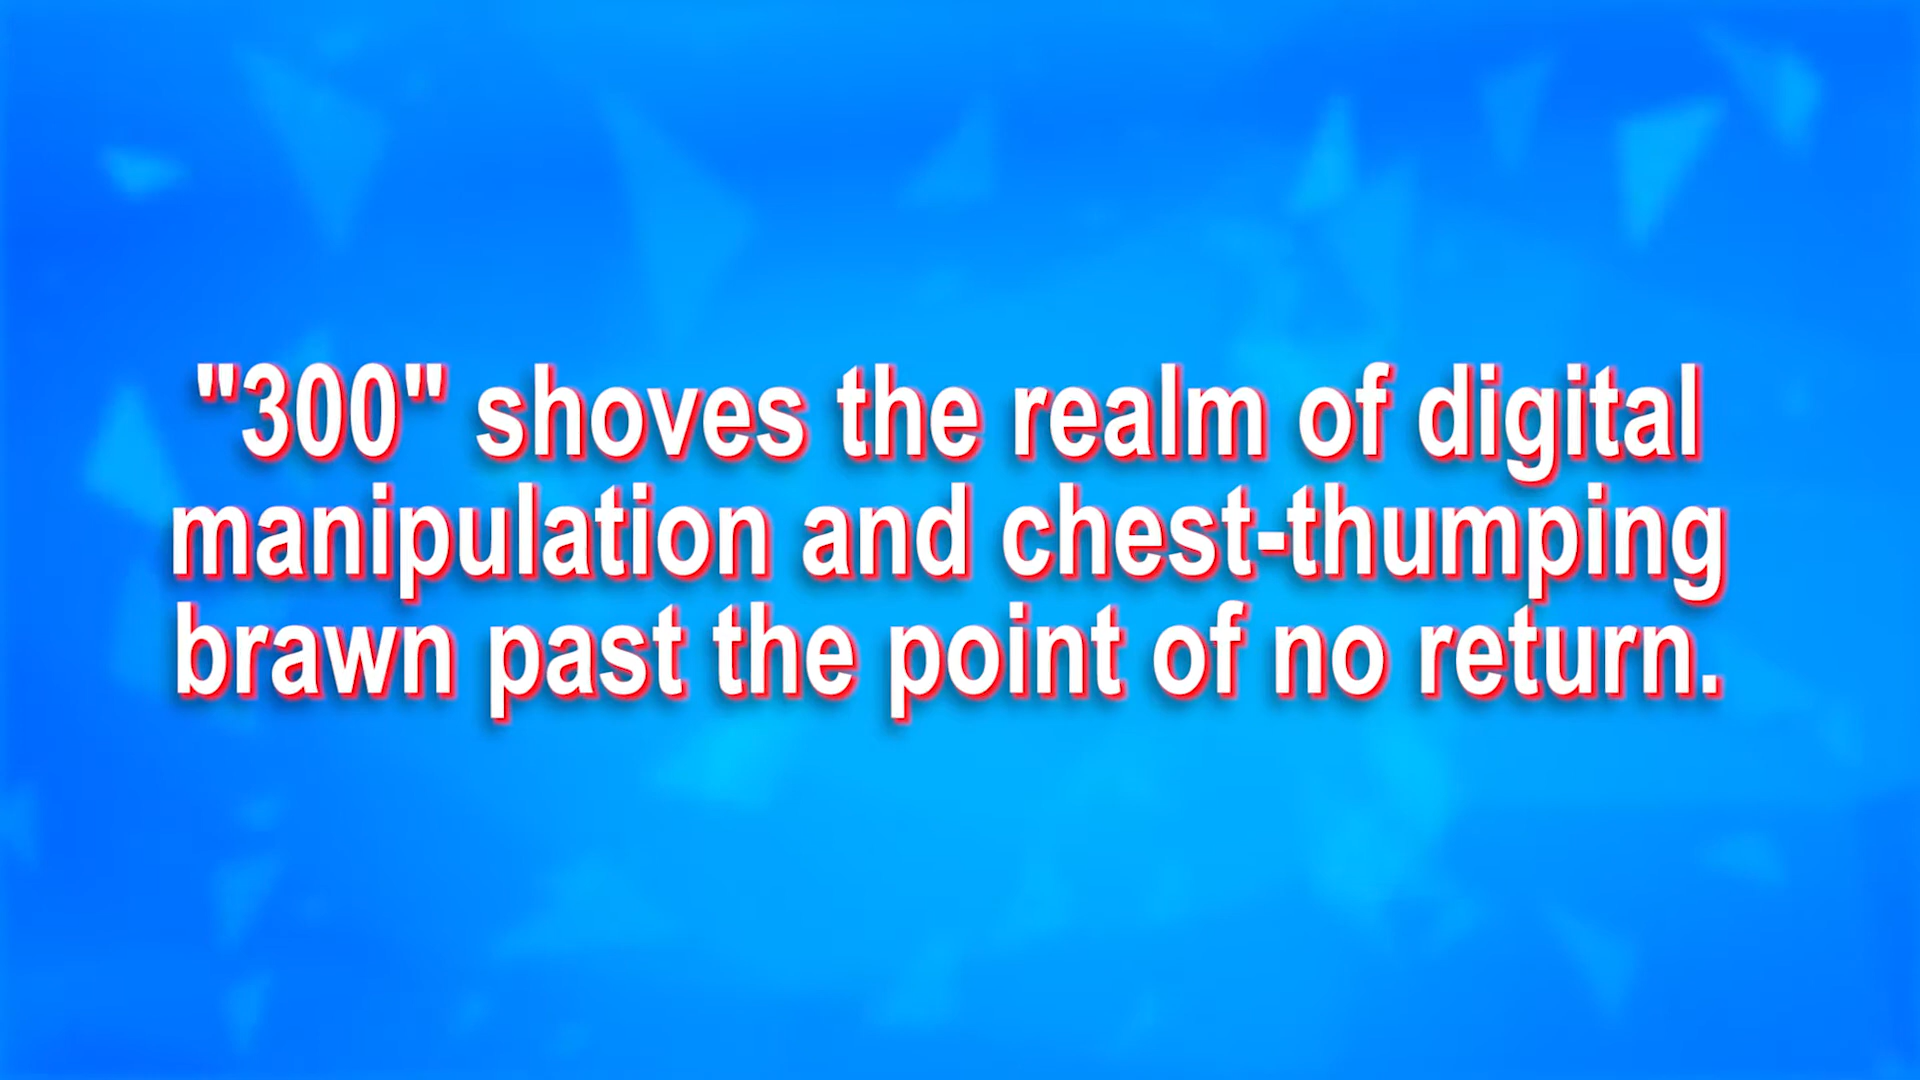 "300" shoves the realm of digital
manipulation and chest-thumping
brawn past the point of no return.